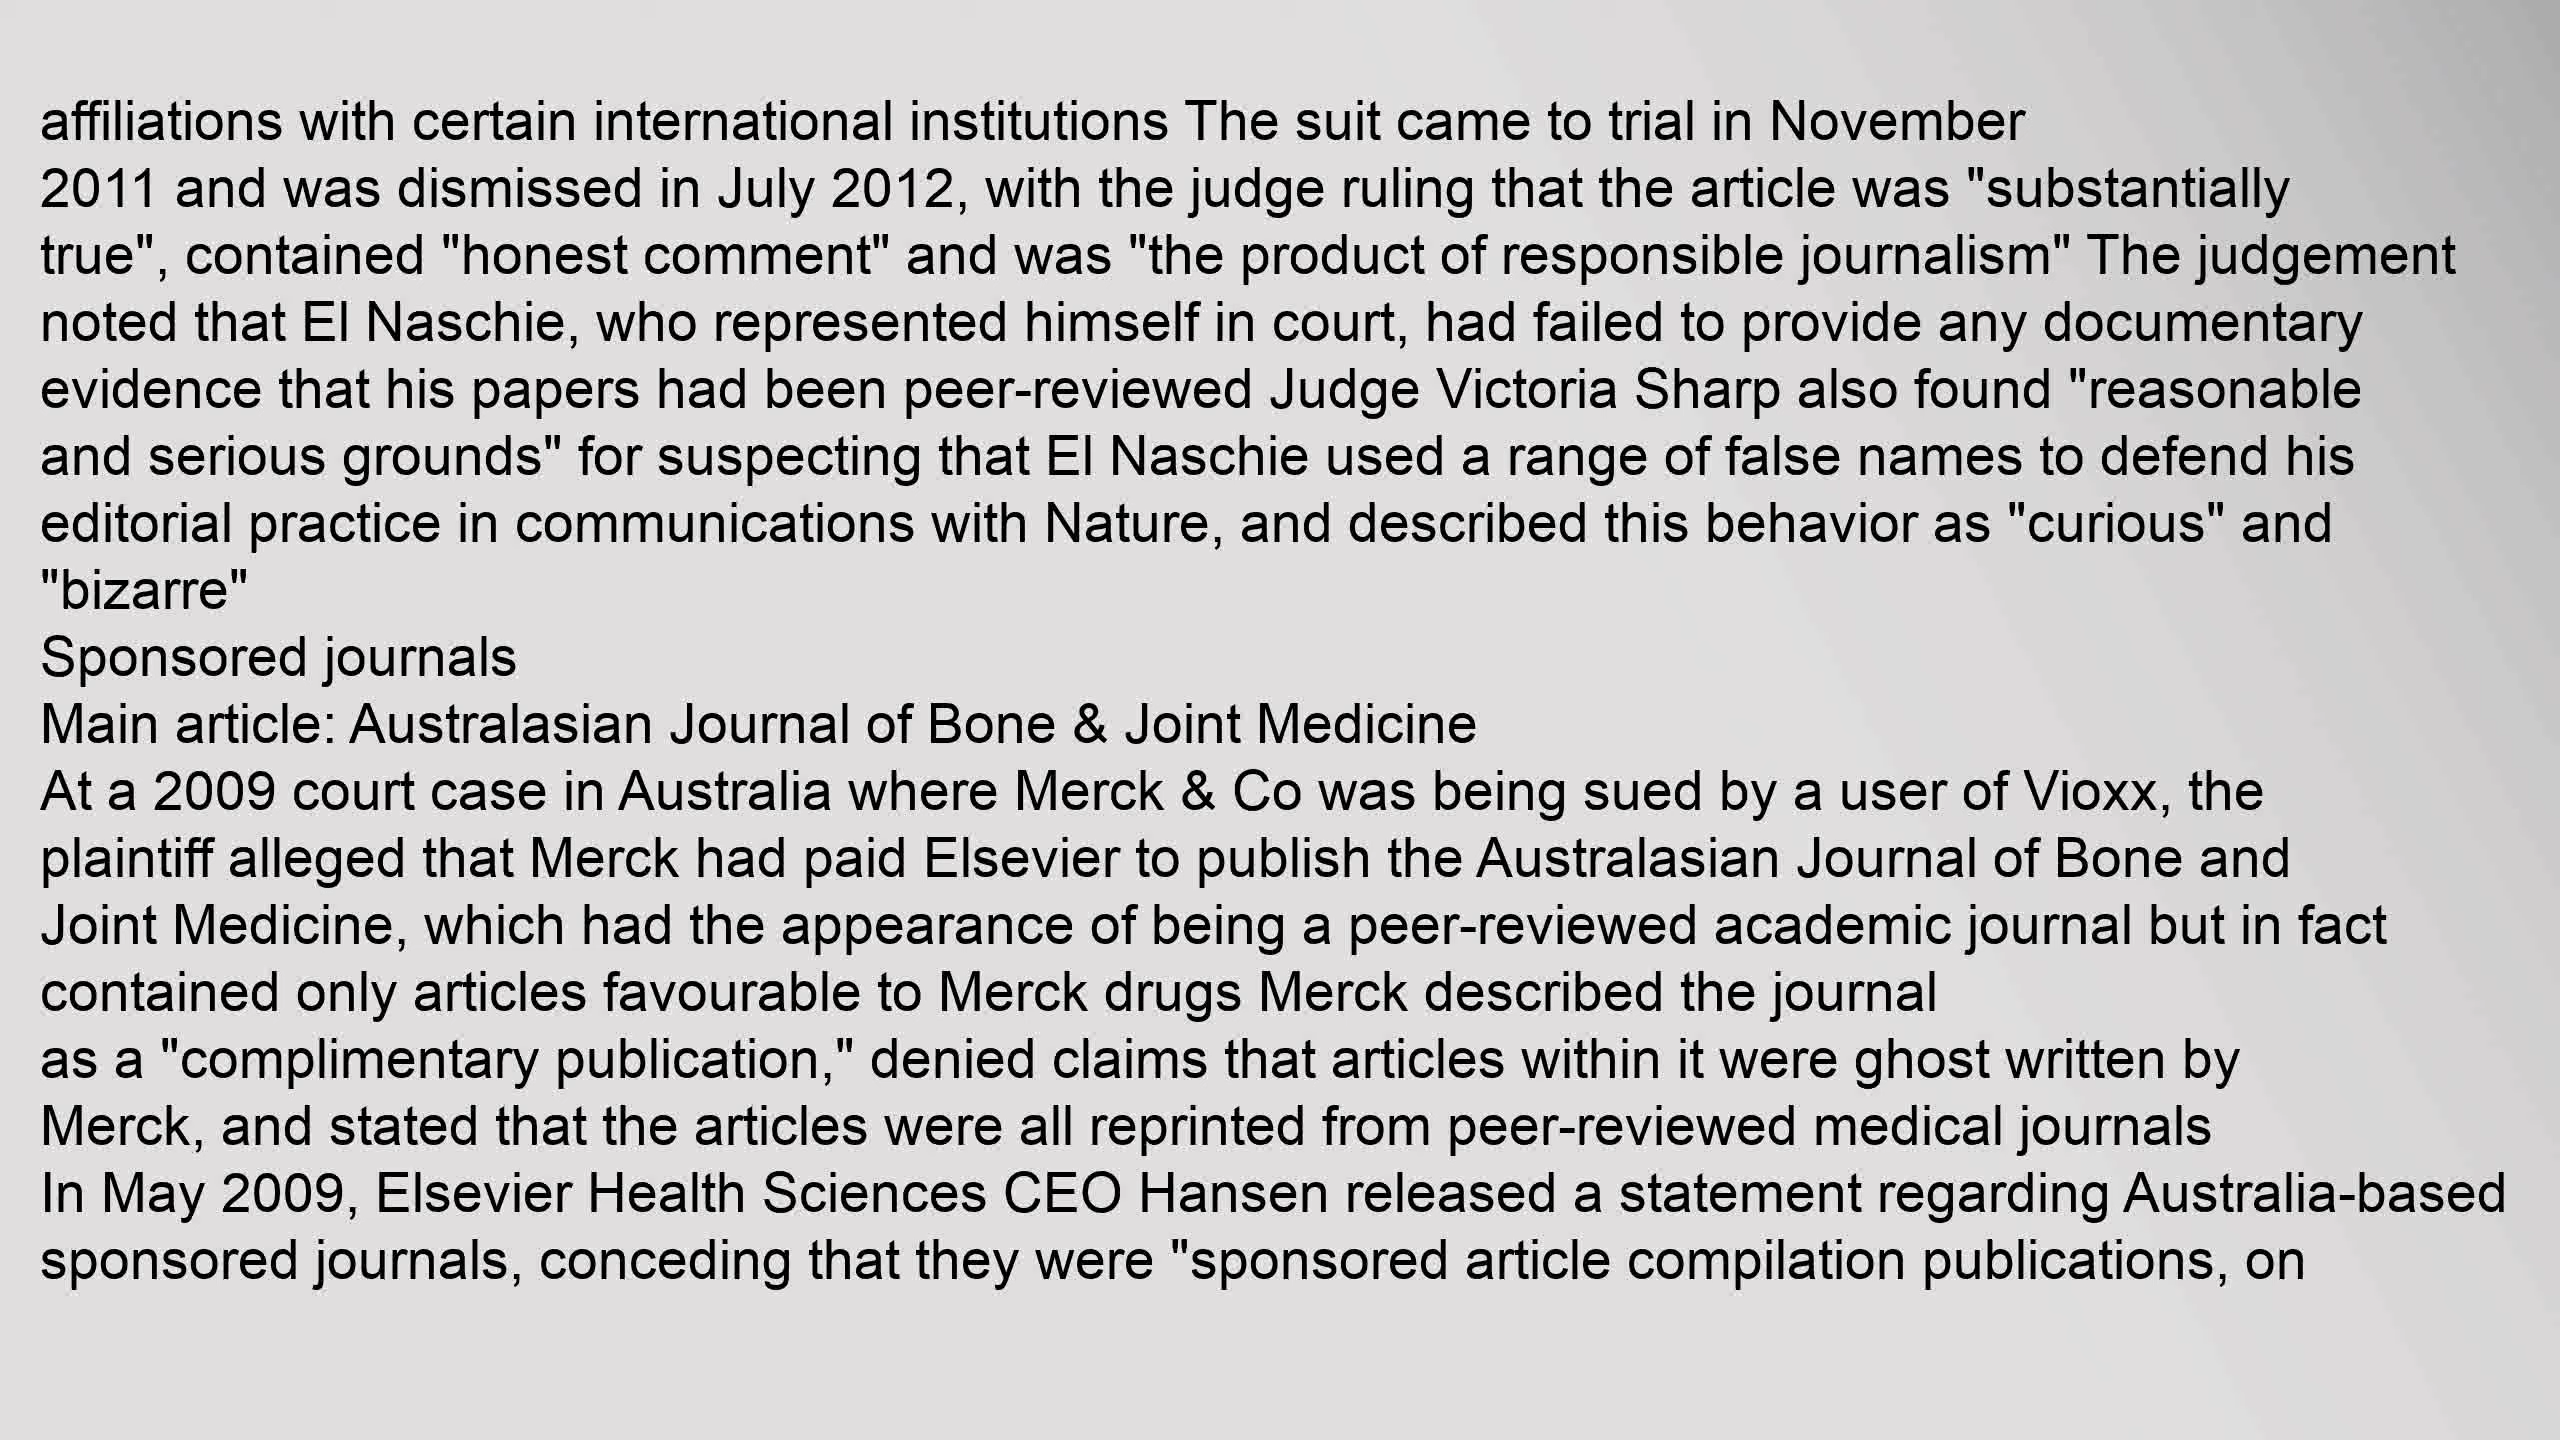 affiliations with certain international institutions The suit came to trial in November
2011 and was dismissed in July 2012, with the judge ruling that the article was "substantially
true", contained "honest comment" and was "the product of responsible journalism" The judgement
noted that El Naschie, who represented himself in court, had failed to provide any documentary
evidence that his papers had been peer-reviewed Judge Victoria Sharp also found "reasonable
and serious grounds" for suspecting that El Naschie used a range of false names to defend his
editorial practice in communications with Nature, and described this behavior as "curious" and
"bizarre"
Sponsored journals
Main article: Australasian Journal of Bone & Joint Medicine
At a 2009 court case in Australia where Merck & Co was being sued by a user of Vioxx, the
plaintiff alleged that Merck had paid Elsevier to publish the Australasian Journal of Bone and
Joint Medicine, which had the appearance of being a peer-reviewed academic journal but in fact
contained only articles favourable to Merck drugs Merck described the journal
as a "complimentary publication," denied claims that articles within it were ghost written by
Merck, and stated that the articles were all reprinted from peer-reviewed medical journals
In May 2009, Elsevier Health Sciences CEO Hansen released a statement regarding Australia-based
sponsored journals, conceding that they were "sponsored article compilation publications, on